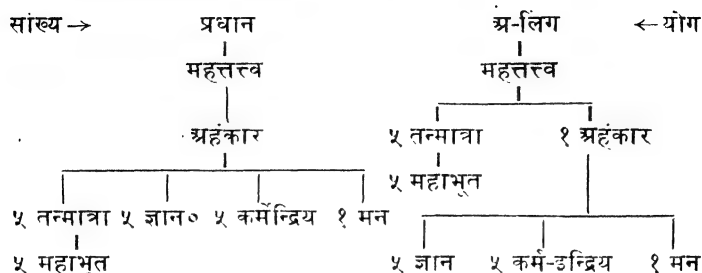 सांख्य → प्रधान अ-लिंग ← योग
महत्तत्त्व महत्तत्त्व
अहंकार ५ तन्मात्रा १ अहंकार
५ महाभूत
५ तन्मात्रा ५ ज्ञान० ५ कर्मेन्द्रिय १ मन
५ महाभूत ५ ज्ञान ५ कर्म-इन्द्रिय १ मन